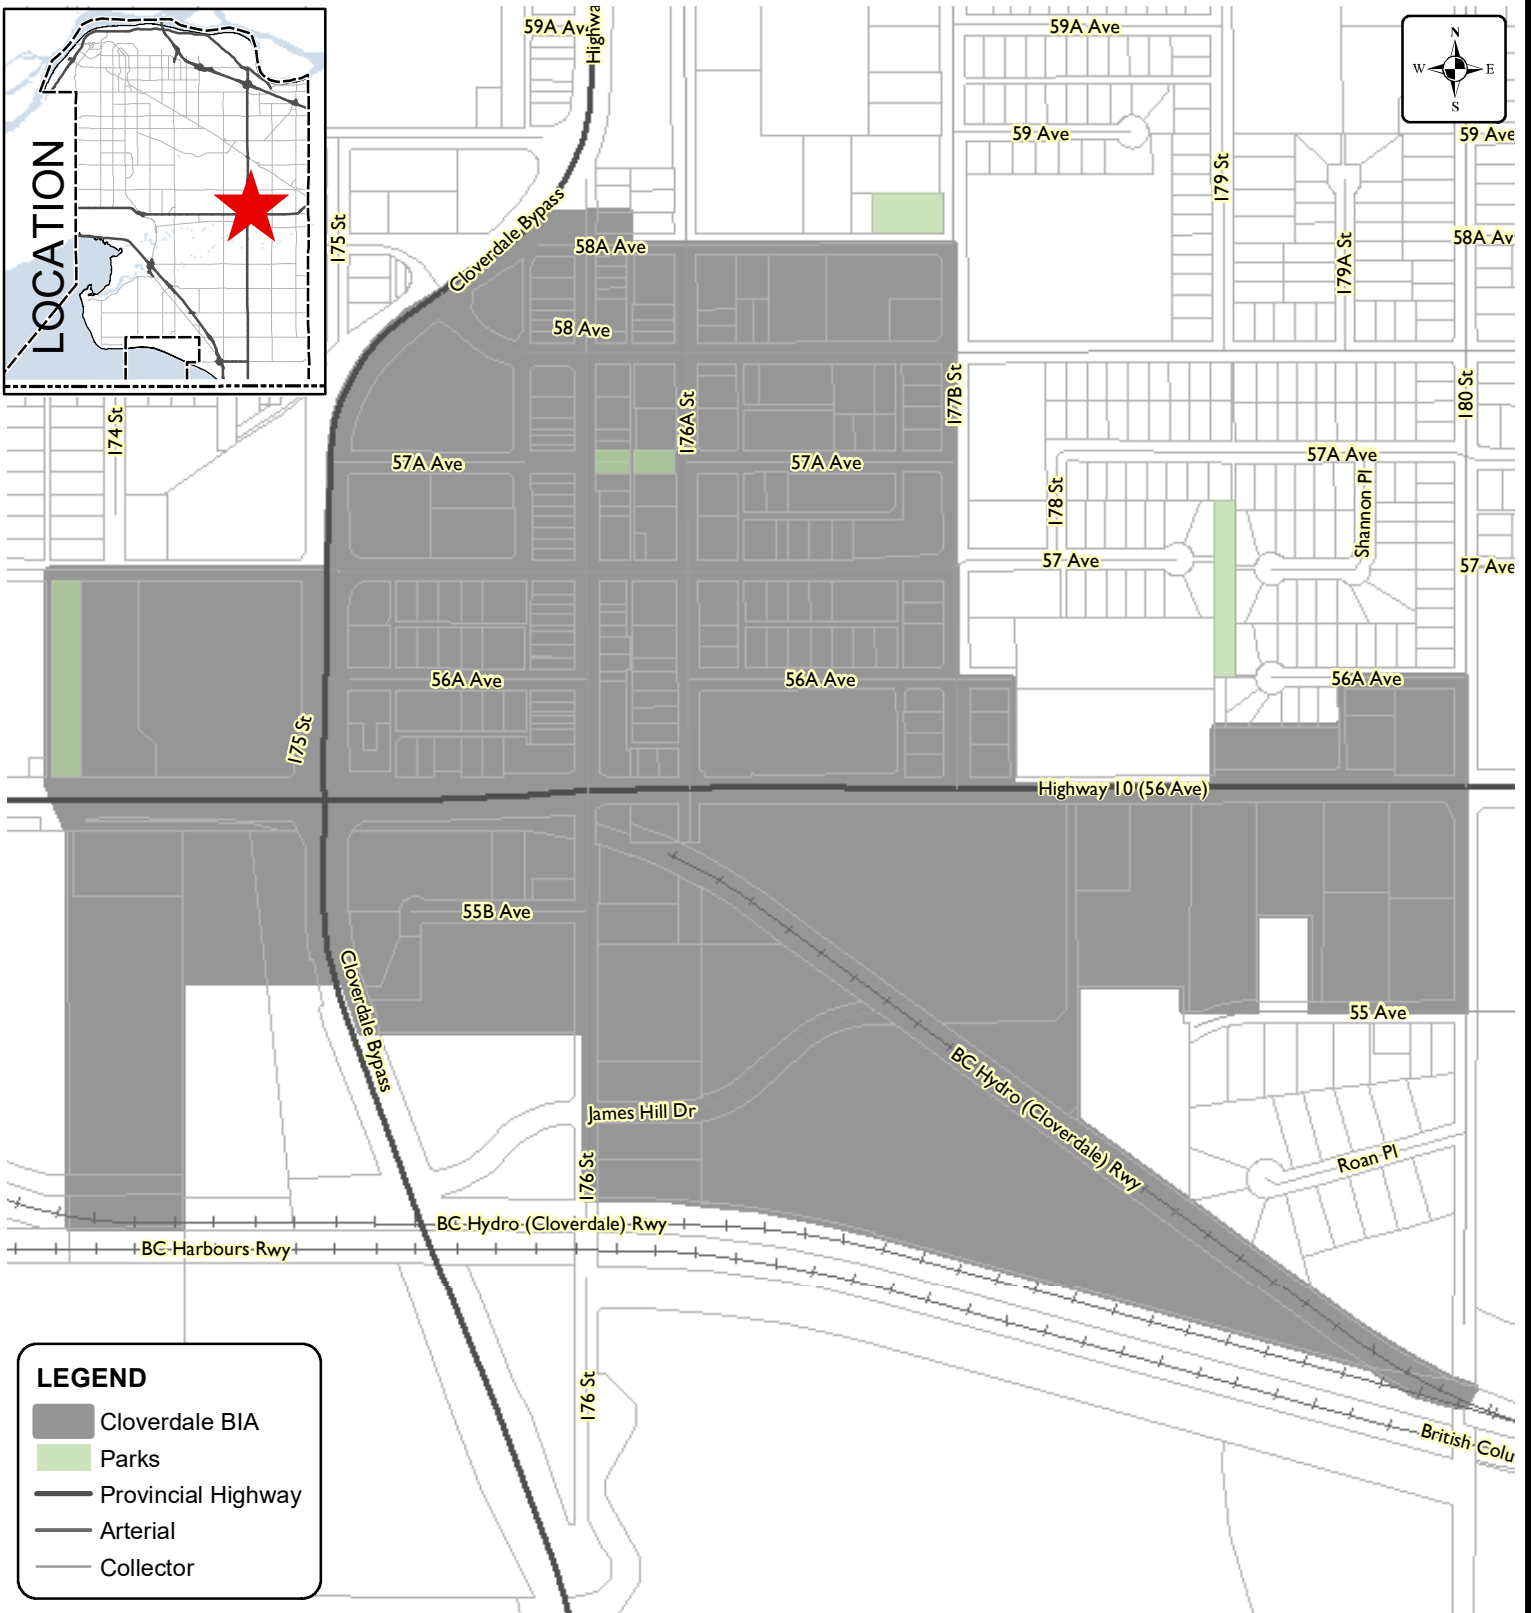 59A Av
Highwa
59A Ave
N
W
E
S
59 Ave
59 Ave
LOCATION
179 St
175 St
Cloverdale Bypass
58A Ave
179A St
58A Av
58 Ave
174 St
176A St
177B St
180 St
57A Ave
57A Ave
57A Ave
178 St
Shannon Pl
57 Ave
57 Ave
56A Ave
56A Ave
56A Ave
175 St
Highway 10 (56 Ave)
55B Ave
Cloverdale Bypass
55 Ave
BC Hydro (Cloverdale) Rwy
James Hill Dr
Roan Pl
176 St
BC Hydro (Cloverdale) Rwy
BC Harbours Rwy
176 St
British Colu
LEGEND
Cloverdale BIA
Parks
Provincial Highway
Arterial
Collector